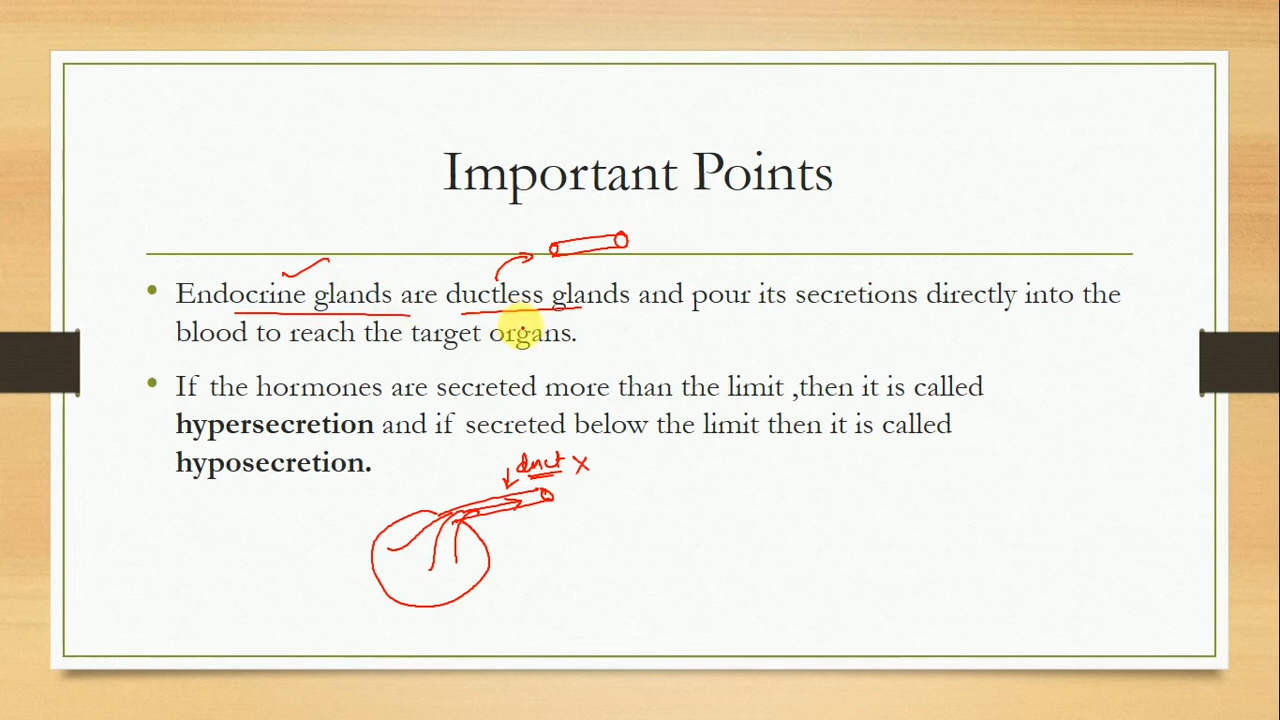 Important Points
• Endocrine glands are ductless glands and pour its secretions directly into the
blood to reach the target organs.
• If the hormones are secreted more than the limit ,then it is called
hypersecretion and if secreted below the limit then it is called
hyposecretion.
duct X